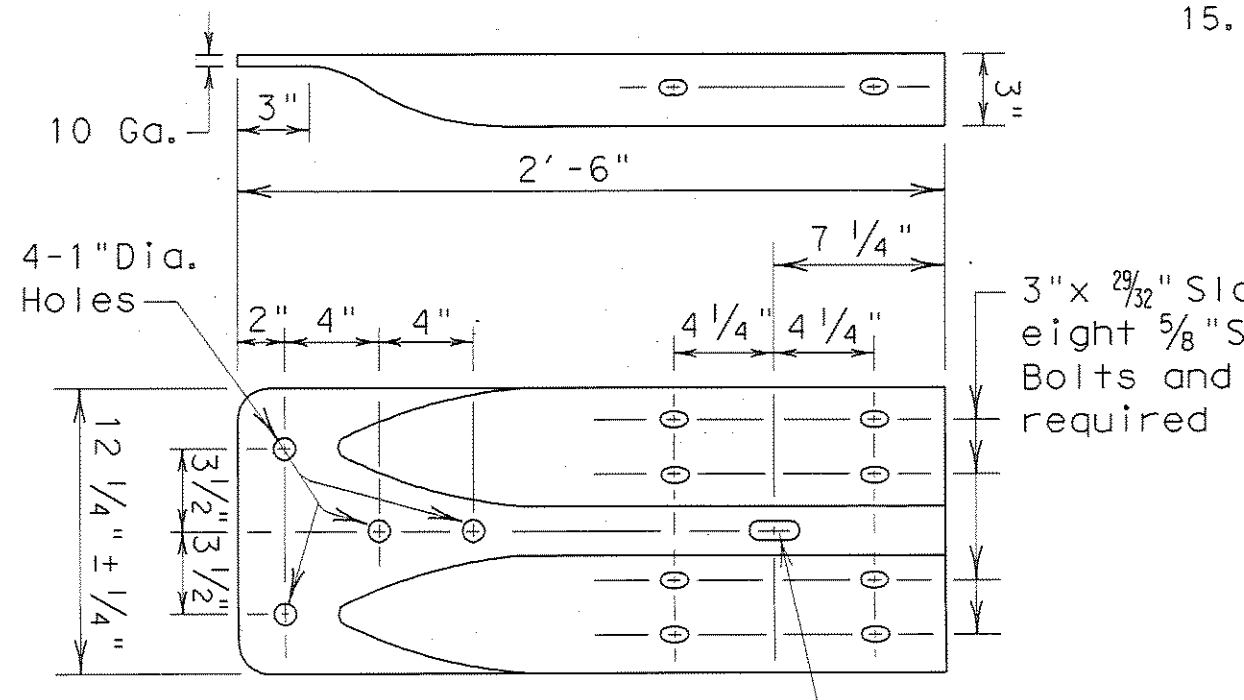 15.
10 Ga.
3"
3"
2'-6"
7 1/4"
4-1"Dia.
Holes
2" 4" 4"
4 1/4" 4 1/4"
3"x 29/32"
eight 5/8"
Bolts and
required
12 1/4" ± 1/4"
3 1/2"
3 1/2"